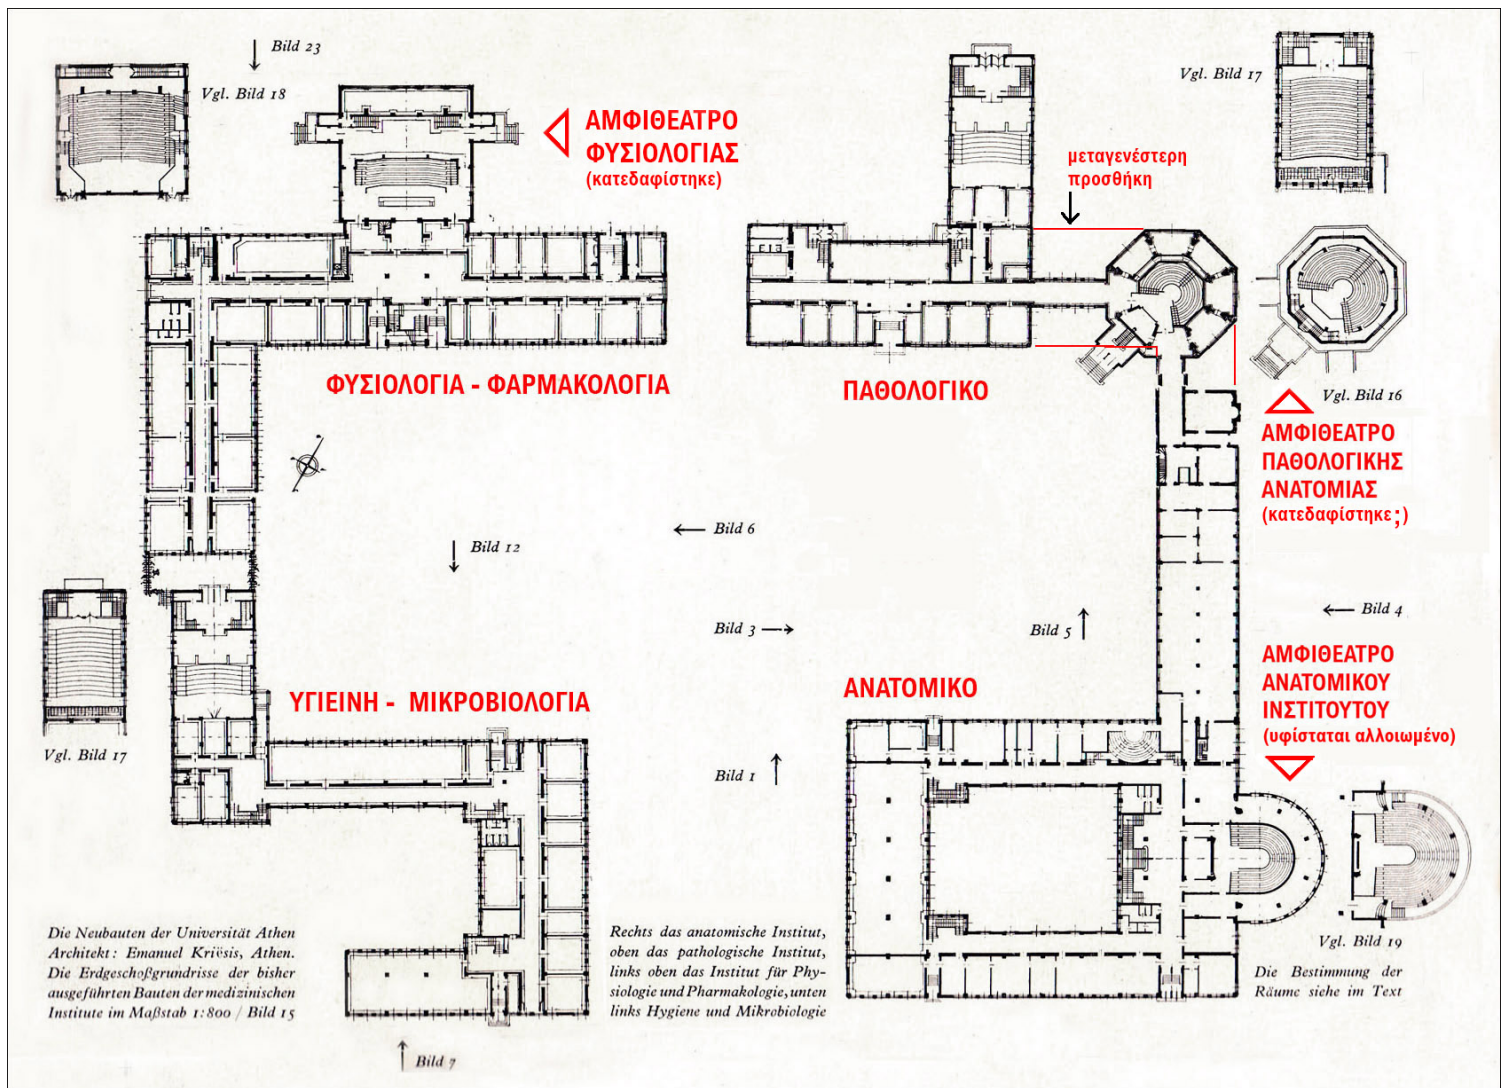 Bild 23
Vgl. Bild 18
Vgl. Bild 17
ΑΜΦΙΘΕΑΤΡΟ
ΦΥΣΙΟΛΟΓΙΑΣ
(κατεδαφίστηκε)
μεταγενέστερη
προσθήκη
ΦΥΣΙΟΛΟΓΙΑ - ΦΑΡΜΑΚΟΛΟΓΙΑ
ΠΑΘΟΛΟΓΙΚΟ
Vgl. Bild 16
ΑΜΦΙΘΕΑΤΡΟ
ΠΑΘΟΛΟΓΙΚΗΣ
ΑΝΑΤΟΜΙΑΣ
(κατεδαφίστηκε;)
Bild 6
Bild 12
Bild 3
Bild 5
Bild 4
ΑΜΦΙΘΕΑΤΡΟ
ΑΝΑΤΟΜΙΚΟΥ
ΙΝΣΤΙΤΟΥΤΟΥ
(υφίσταται αλλοιωμένο)
ΥΓΙΕΙΝΗ - ΜΙΚΡΟΒΙΟΛΟΓΙΑ
ΑΝΑΤΟΜΙΚΟ
Vgl. Bild 17
Bild 1
Die Neubauten der Universität Athen
Architekt: Emanuel Kriësis, Athen.
Die Erdgeschoßgrundrisse der bisher
ausgeführten Bauten der medizinischen
Institute im Maßstab 1:800 / Bild 15
Rechts das anatomische Institut,
oben das pathologische Institut,
links oben das Institut für Phy-
siologie und Pharmakologie, unten
links Hygiene und Mikrobiologie
Vgl. Bild 19
Die Bestimmung der
Räume siehe im Text
Bild 7